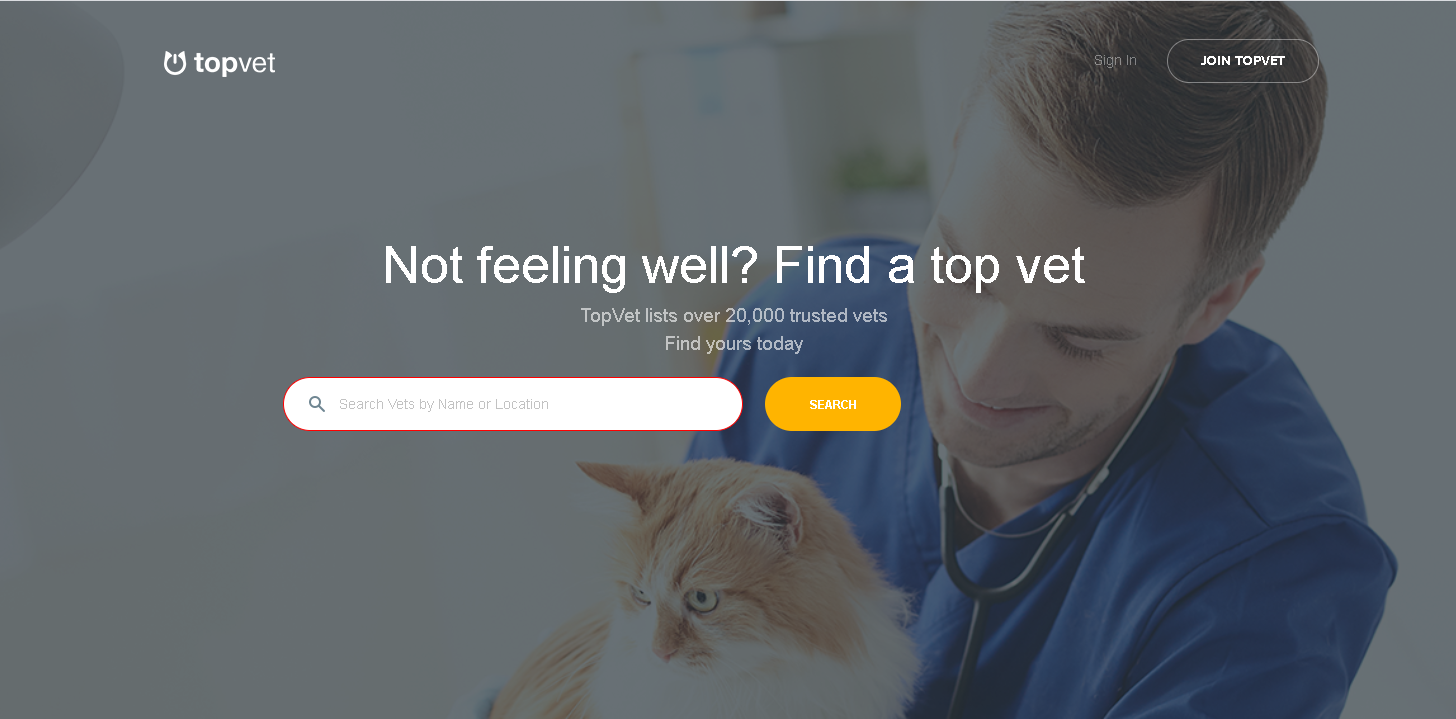 topvet
Sign In
JOIN TOPVET
Not feeling well? Find a top vet
TopVet lists over 20,000 trusted vets
Find yours today
Search Vets by Name or Location
SEARCH